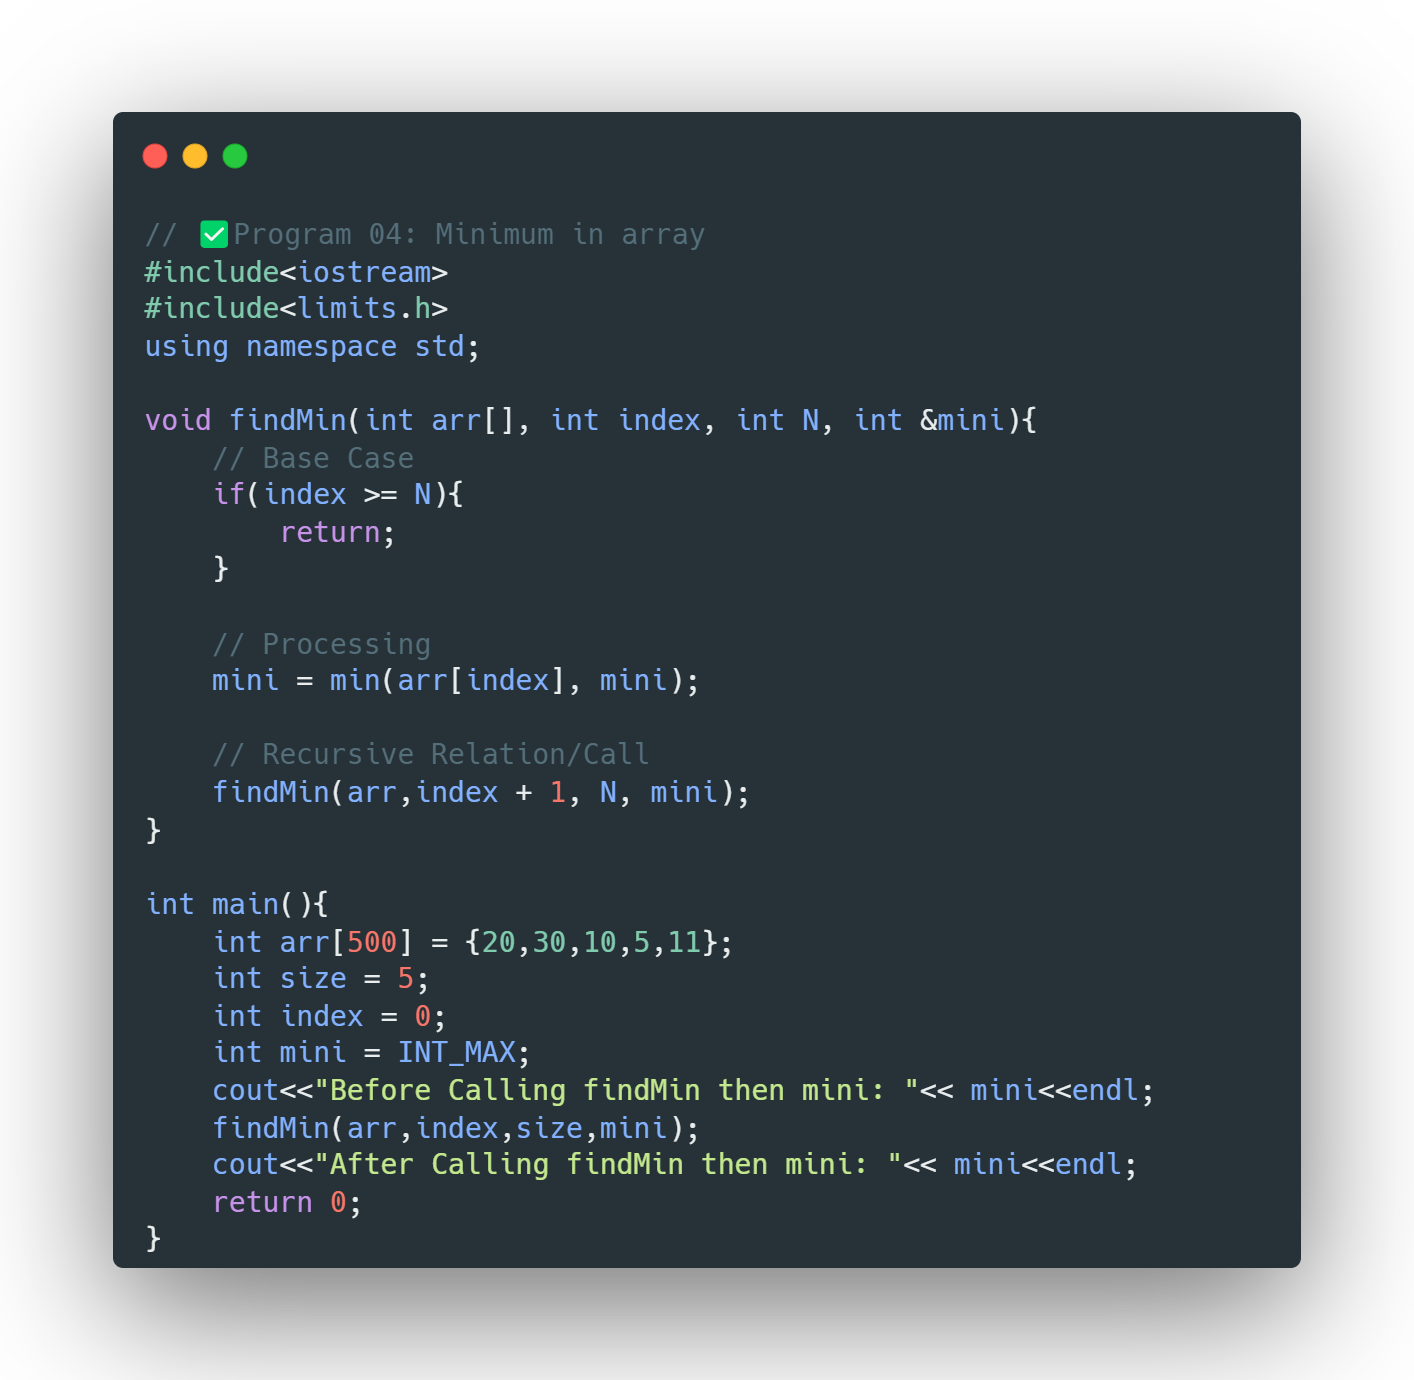 // ✅Program 04: Minimum in array
#include<iostream>
#include<limits.h>
using namespace std;

void findMin(int arr[], int index, int N, int &mini){
    // Base Case
    if(index >= N){
        return;
    }

    // Processing
    mini = min(arr[index], mini);

    // Recursive Relation/Call
    findMin(arr,index + 1, N, mini);
}

int main(){
    int arr[500] = {20,30,10,5,11};
    int size = 5;
    int index = 0;
    int mini = INT_MAX;
    cout<<"Before Calling findMin then mini: "<< mini<<endl;
    findMin(arr,index,size,mini);
    cout<<"After Calling findMin then mini: "<< mini<<endl;
    return 0;
}